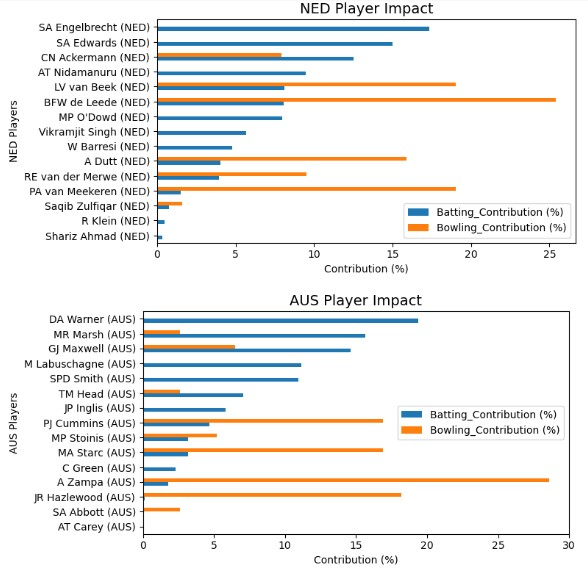 NED Player Impact
SA Engelbrecht (NED)
SA Edwards (NED)
CN Ackermann (NED)
AT Nidamanuru (NED)
LV van Beek (NED)
BFW de Leede (NED)
MP O'Dowd (NED)
Vikramjit Singh (NED)
W Barresi (NED)
A Dutt (NED)
RE van der Merwe (NED)
PA van Meekeren (NED)
Saqib Zulfiqar (NED)
R Klein (NED)
Shariz Ahmad (NED)
NED Players
Batting_Contribution (%)
Bowling_Contribution (%)
0 5 10 15 20 25
Contribution (%)
AUS Player Impact
DA Warner (AUS)
MR Marsh (AUS)
GJ Maxwell (AUS)
M Labuschagne (AUS)
SPD Smith (AUS)
TM Head (AUS)
JP Inglis (AUS)
PJ Cummins (AUS)
MP Stoinis (AUS)
MA Starc (AUS)
C Green (AUS)
A Zampa (AUS)
JR Hazlewood (AUS)
SA Abbott (AUS)
AT Carey (AUS)
AUS Players
Batting_Contribution (%)
Bowling_Contribution (%)
0 5 10 15 20 25 30
Contribution (%)